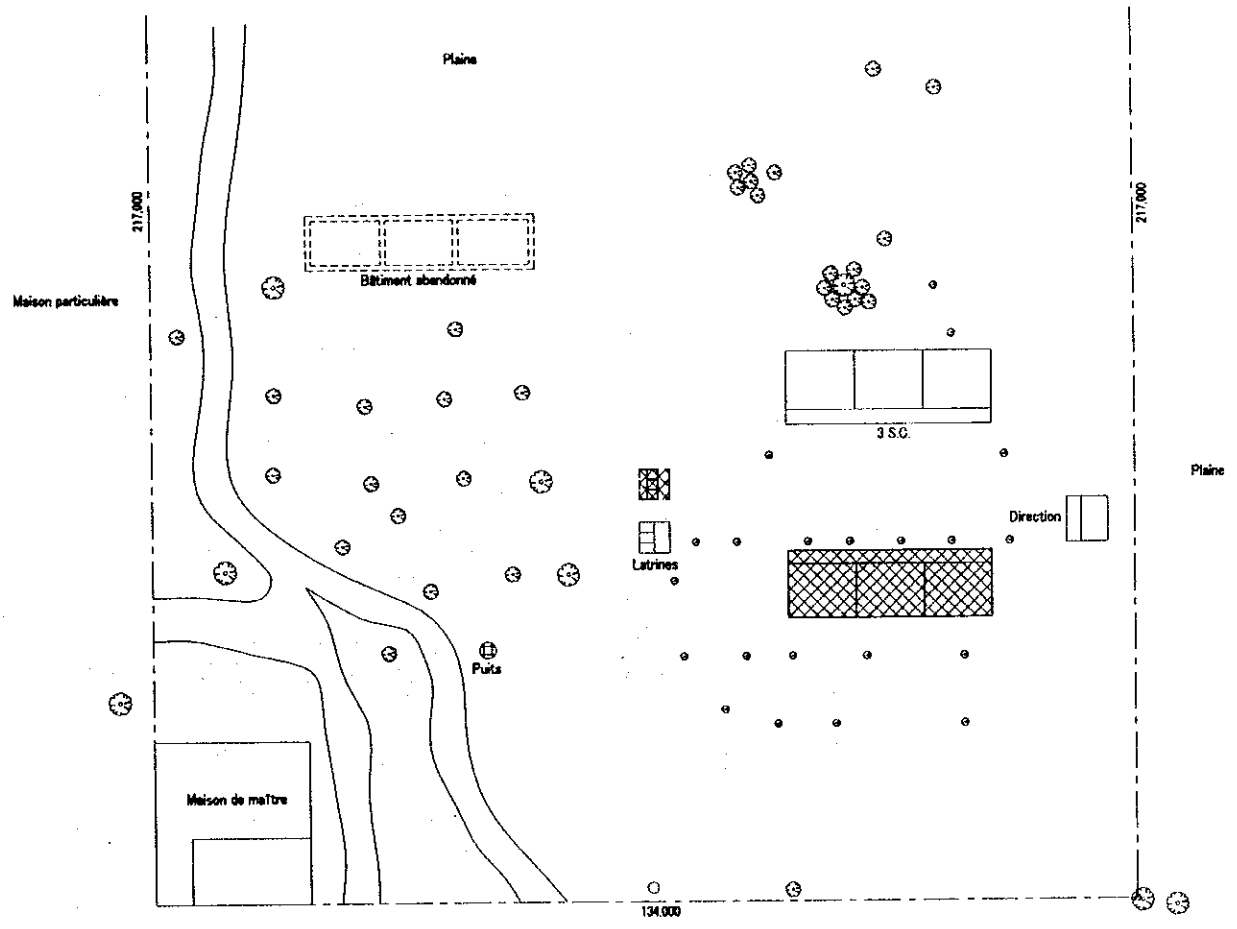 Plaine
217.000
217.000
Bâtiment abandonné
Maison particulière
3 S.C.
Plaine
Direction
Latrines
Puits
Maison de maître
134.000